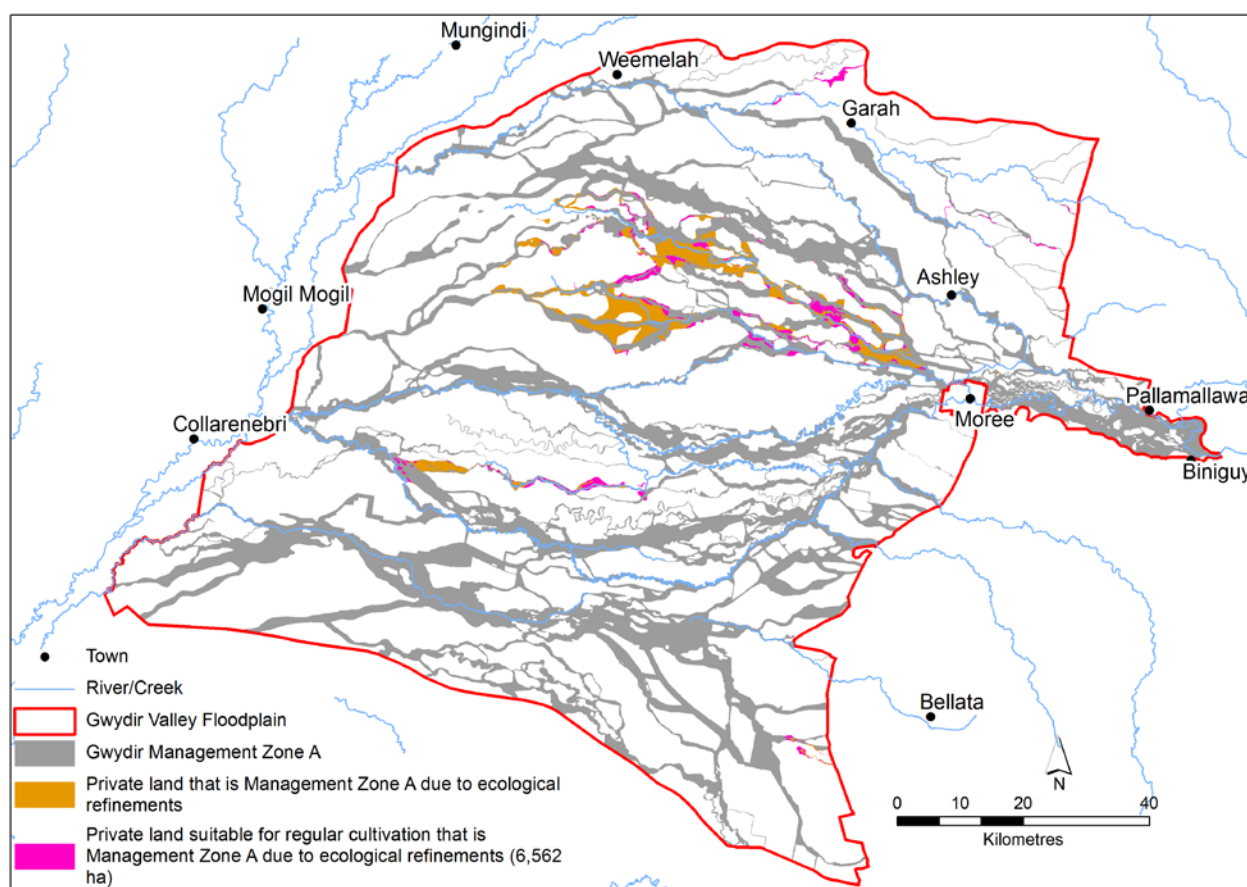 Mungindi
Weemelah
Garah
Ashley
Mogil Mogil
Pallamallawa
Moree
Collarenebri
Biniguy
Bellata
Town
River/Creek
Gwydir Valley Floodplain
Gwydir Management Zone A
Private land that is Management Zone A due to ecological
refinements
Private land suitable for regular cultivation that is
Management Zone A due to ecological refinements (6,562
ha)
N
0 10 20 40
Kilometres